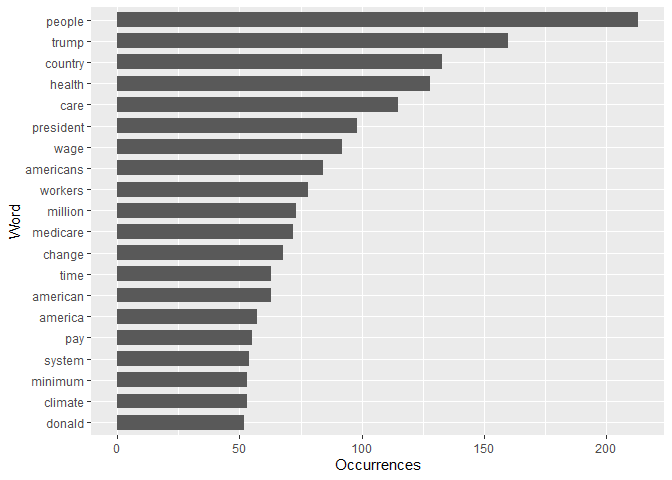 people
trump
country
health
care
president
wage
americans
workers
million
medicare
change
time
american
america
pay
system
minimum
climate
donald
Word
0 50 100 150 200
Occurrences